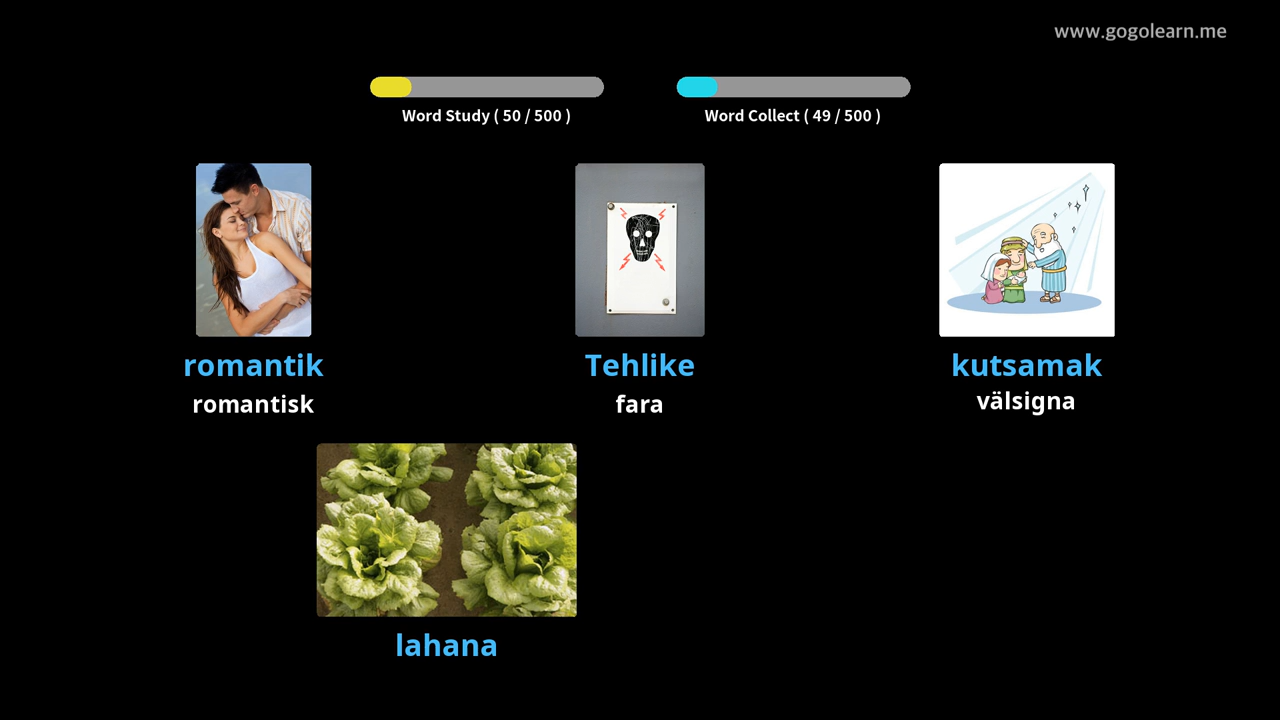 www.gogolearn.me
Word Study ( 50 / 500 )
Word Collect ( 49 / 500 )
romantik
romantisk
Tehlike
fara
kutsamak
välsigna
lahana